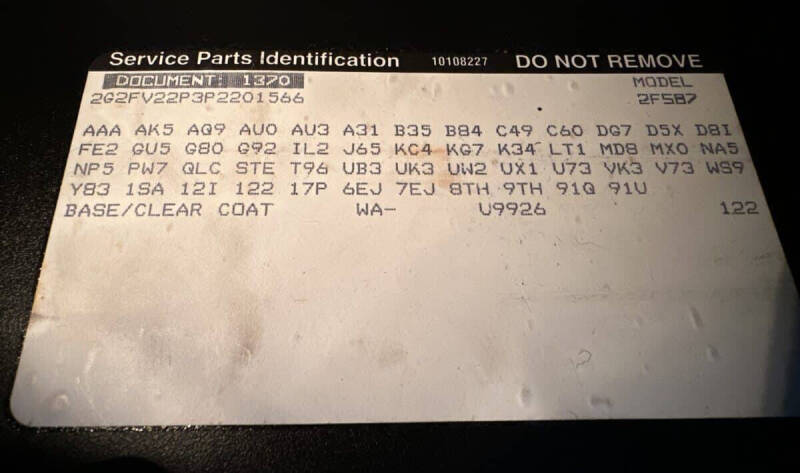 Service Parts Identification 10108227 DO NOT REMOVE
DOCUMENT: 1370 MODEL
2G2FV22P3P2201566 2FS87
AAA AK5 AQ9 AU0 AU3 A31 B35 B84 C49 C60 DG7 D5X D8I
FE2 GU5 G80 G92 IL2 J65 KC4 KG7 K34 LT1 MD8 MX0 NA5
NP5 PW7 QLC STE T96 UB3 UK3 UW2 UX1 U73 VK3 V73 WS9
Y83 1SA 12I 122 17P 6EJ 7EJ 8TH 9TH 91Q 91U
BASE/CLEAR COAT WA- U9926 122